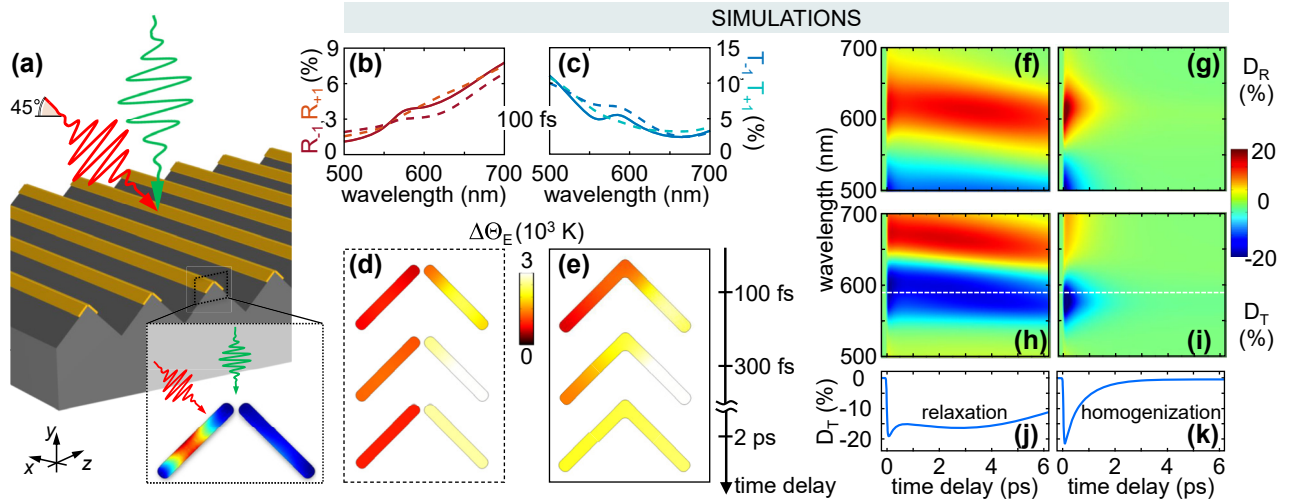 SIMULATIONS
(a)
45°
y
x
z
(b)
9
6
3
0
R-1 R+1 (%)
500 600 700
wavelength (nm)
100 fs
(c)
15
10
5
0
T-1 T+1
(%)
500 600 700
wavelength (nm)
ΔΘE (10³ K)
(d)
3
0
(e)
100 fs
300 fs
2 ps
time delay
wavelength (nm)
700
600
500
(f)
(g)
DR
(%)
20
10
0
-10
-20
700
600
500
(h)
(i)
DT
(%)
DT (%)
0
-10
-20
relaxation
(j)
homogenization
(k)
0 2 4 6
time delay (ps)
0 2 4 6
time delay (ps)